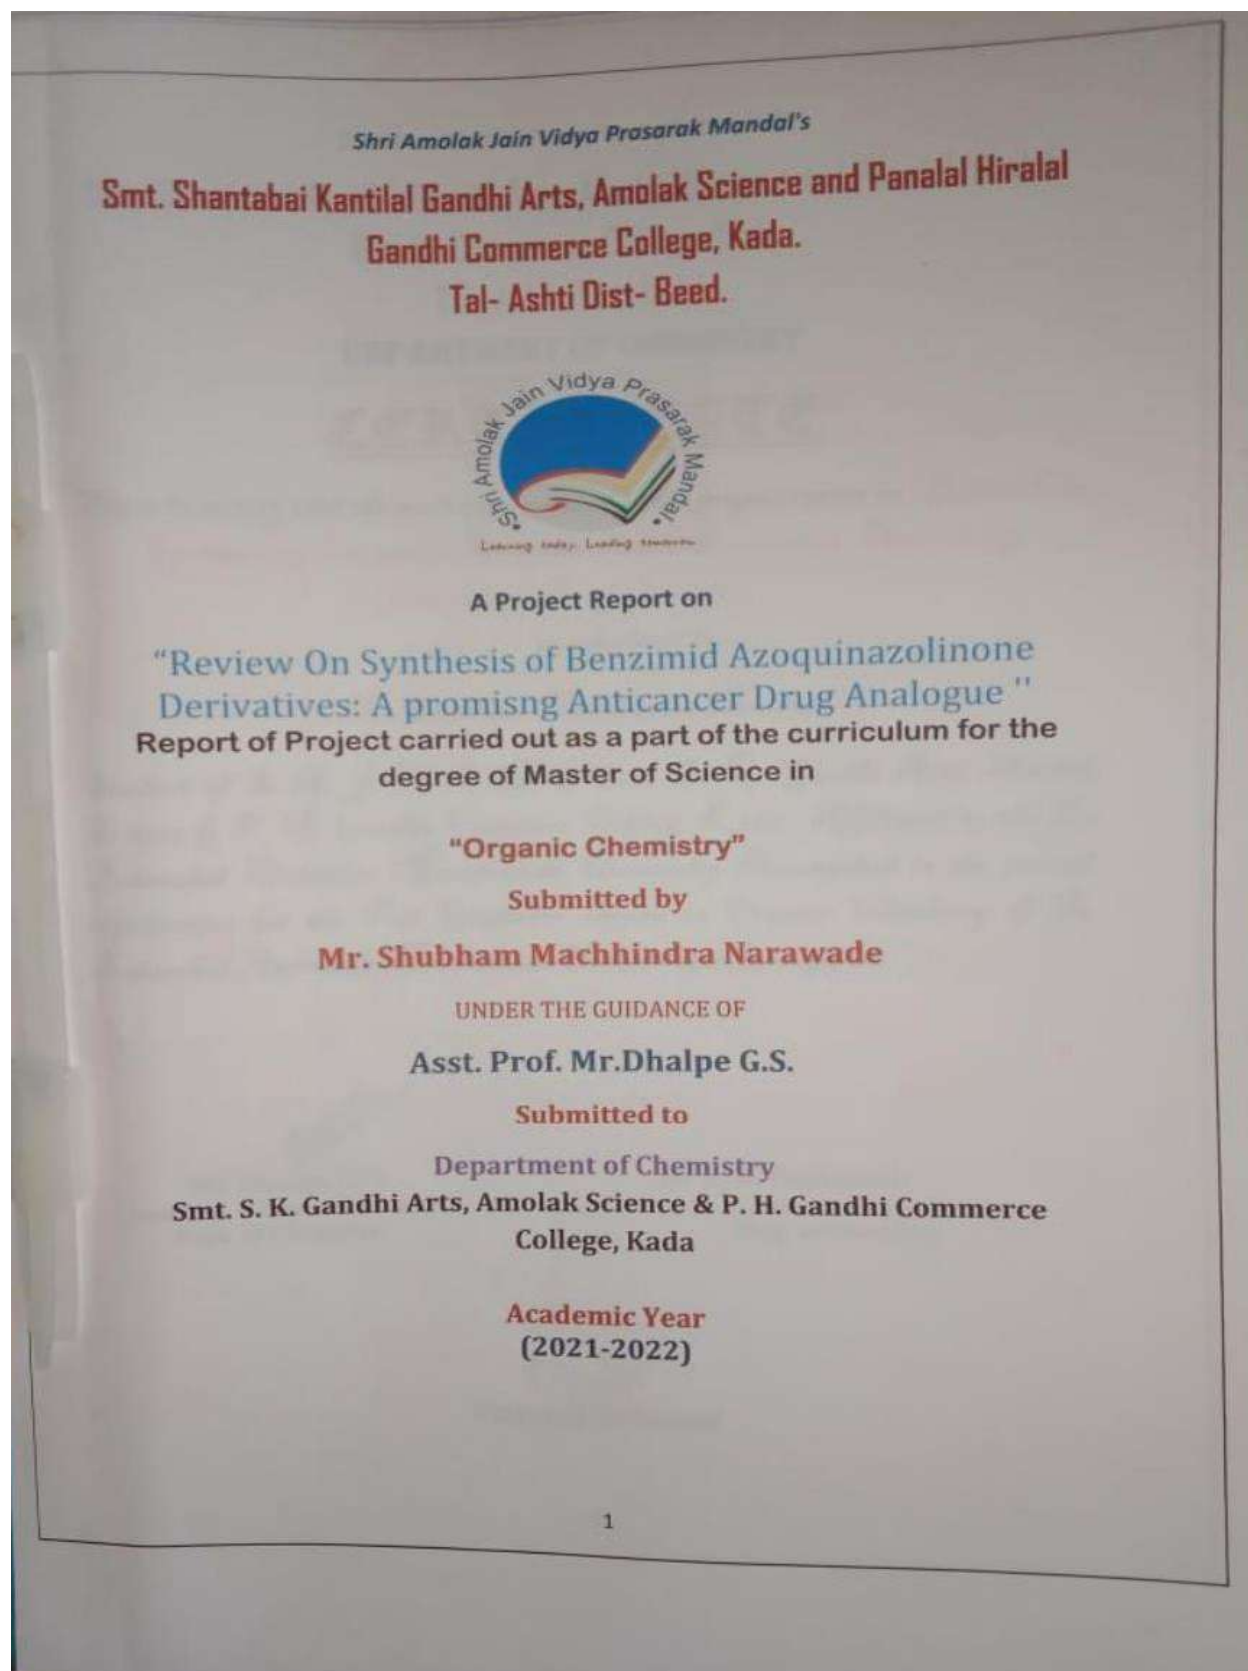 Shri Amolak Jain Vidya Prasarak Mandal's
Smt. Shantabai Kantilal Gandhi Arts, Amolak Science and Panalal Hiralal
Gandhi Commerce College, Kada.
Tal- Ashti Dist- Beed.
•Shri Amolak Jain Vidya Prasarak Mandal•
Learning today, Leading tomorrow
A Project Report on
“Review On Synthesis of Benzimid Azoquinazolinone
Derivatives: A promisng Anticancer Drug Analogue ''
Report of Project carried out as a part of the curriculum for the
degree of Master of Science in
“Organic Chemistry”
Submitted by
Mr. Shubham Machhindra Narawade
UNDER THE GUIDANCE OF
Asst. Prof. Mr.Dhalpe G.S.
Submitted to
Department of Chemistry
Smt. S. K. Gandhi Arts, Amolak Science & P. H. Gandhi Commerce
College, Kada
Academic Year
(2021-2022)
1